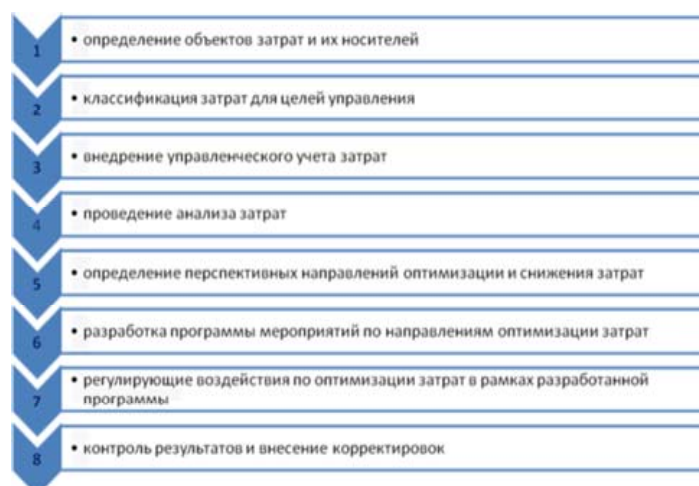 1
• определение объектов затрат и их носителей
2
• классификация затрат для целей управления
3
• внедрение управленческого учета затрат
4
• проведение анализа затрат
5
• определение перспективных направлений оптимизации и снижения затрат
6
• разработка программы мероприятий по направлениям оптимизации затрат
7
• регулирующие воздействия по оптимизации затрат в рамках разработанной
программы
8
• контроль результатов и внесение корректировок